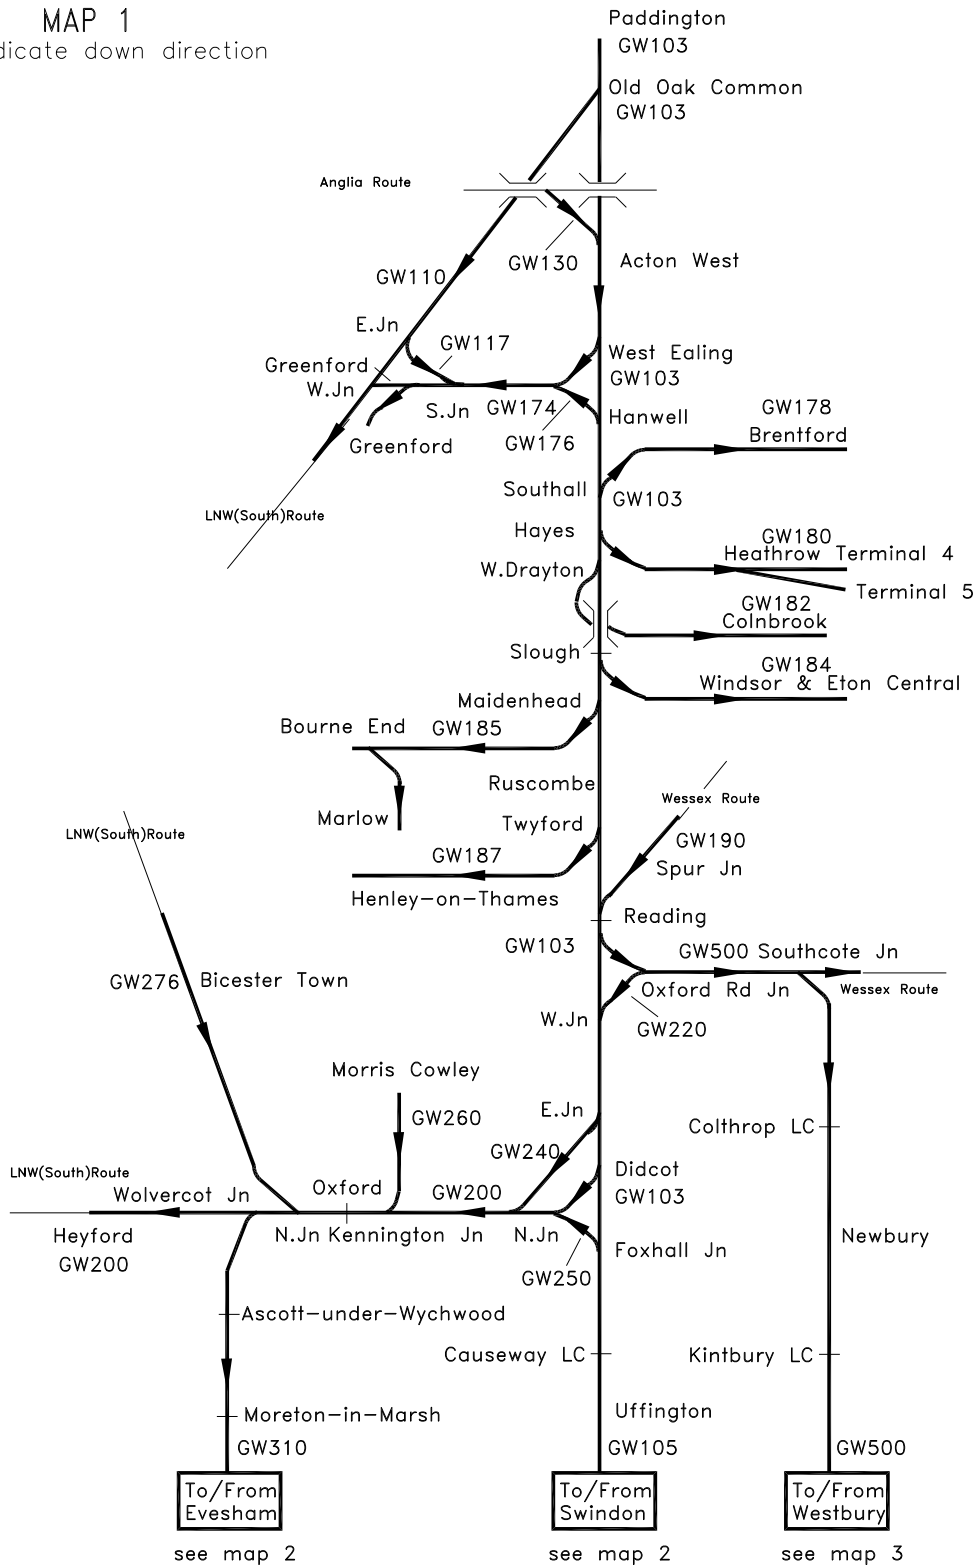 MAP 1
dicate down direction
Paddington
GW103
Old Oak Common
GW103
Anglia Route
GW130
Acton West
GW110
E.Jn
GW117
West Ealing
GW103
Greenford
W.Jn
S.Jn
GW174
Hanwell
GW178
Brentford
GW176
Greenford
Southall
GW103
LNW(South)Route
Hayes
GW180
Heathrow Terminal 4
W.Drayton
Terminal 5
GW182
Colnbrook
Slough
GW184
Windsor & Eton Central
Maidenhead
Bourne End
GW185
Ruscombe
Wessex Route
Marlow
Twyford
LNW(South)Route
GW190
GW187
Spur Jn
Henley-on-Thames
Reading
GW103
GW500 Southcote Jn
GW276
Bicester Town
Oxford Rd Jn
Wessex Route
W.Jn
GW220
Morris Cowley
E.Jn
GW260
Colthrop LC
GW240
LNW(South)Route
Didcot
GW103
Wolvercot Jn
Oxford
GW200
Heyford
GW200
N.Jn Kennington Jn
N.Jn
Foxhall Jn
Newbury
GW250
Ascott-under-Wychwood
Causeway LC
Kintbury LC
Moreton-in-Marsh
Uffington
GW310
GW105
GW500
To/From
Evesham
To/From
Swindon
To/From
Westbury
see map 2
see map 2
see map 3